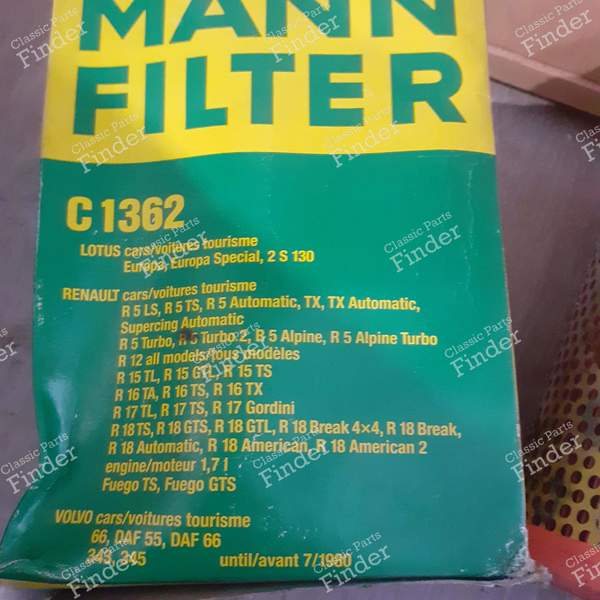 MANN
FILTER
C 1362
LOTUS cars/voitures tourisme
Europa, Europa Special, 2 S 130
RENAULT cars/voitures tourisme
R 5 LS, R 5 TS, R 5 Automatic, TX, TX Automatic,
Supercinq Automatic
R 5 Turbo, R 5 Turbo 2, R 5 Alpine, R 5 Alpine Turbo
R 12 all models/tous modèles
R 15 TL, R 15 GTL, R 15 TS
R 16 TA, R 16 TS, R 16 TX
R 17 TL, R 17 TS, R 17 Gordini
R 18 TS, R 18 GTS, R 18 GTL, R 18 Break 4×4, R 18 Break,
R 18 Automatic, R 18 American, R 18 American 2
engine/moteur 1,7 l
Fuego TS, Fuego GTS
VOLVO cars/voitures tourisme
66, DAF 55, DAF 66
343, 345 until/avant 7/1980
Classic Parts
Finder